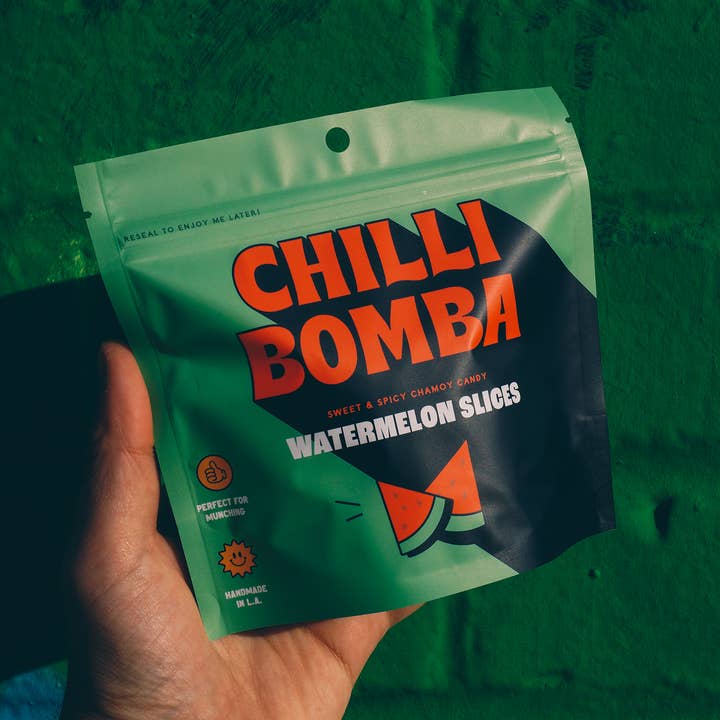 RESEAL TO ENJOY ME LATER!
CHILLI
BOMBA
SWEET & SPICY CHAMOY CANDY
WATERMELON SLICES
PERFECT FOR
MUNCHING
HANDMADE
IN L.A.